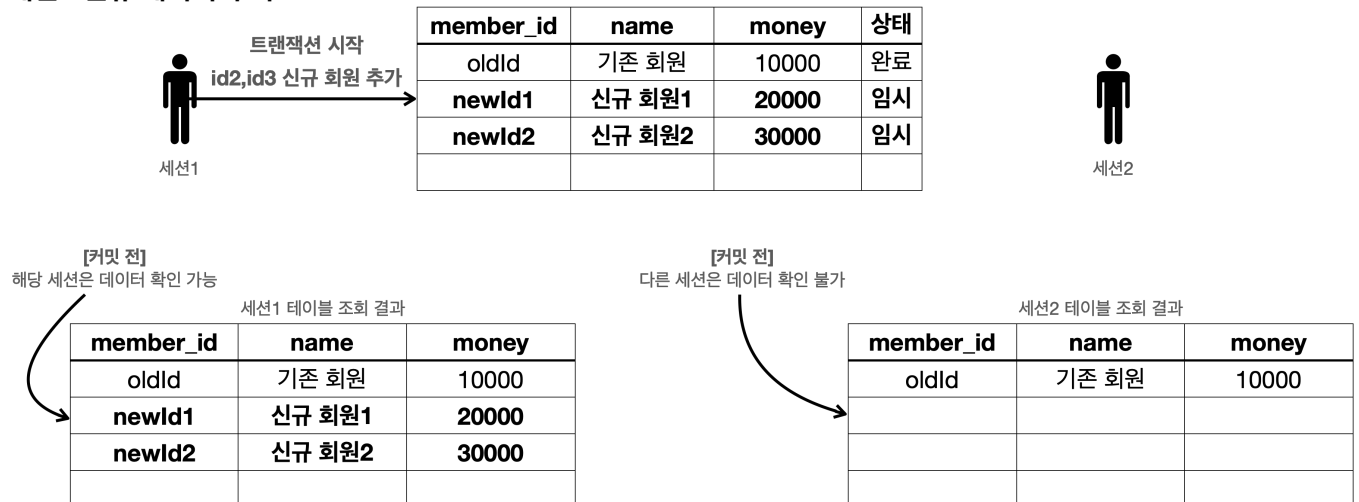 member_id name money 상태
oldId 기존 회원 10000 완료
newId1 신규 회원1 20000 임시
newId2 신규 회원2 30000 임시
트랜잭션 시작
id2,id3 신규 회원 추가
세션1
세션2
[커밋 전]
해당 세션은 데이터 확인 가능
세션1 테이블 조회 결과
member_id name money
oldId 기존 회원 10000
newId1 신규 회원1 20000
newId2 신규 회원2 30000
[커밋 전]
다른 세션은 데이터 확인 불가
세션2 테이블 조회 결과
member_id name money
oldId 기존 회원 10000